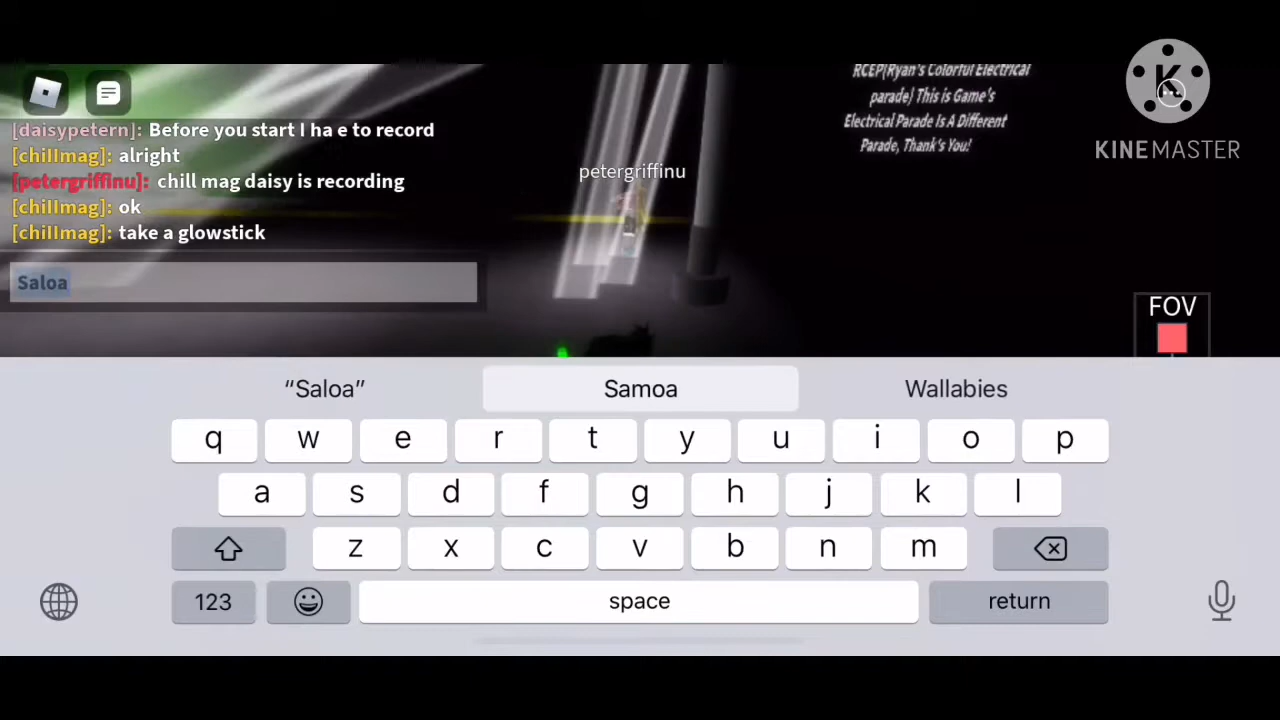 RCEP(Ryan's Colorful Electrical
parade) This is Game's
Electrical Parade Is A Different
Parade, Thank's You!
KINEMASTER
[daisypetern]: Before you start I ha e to record
[chillmag]: alright
[petergriffinu]: chill mag daisy is recording
[chillmag]: ok
[chillmag]: take a glowstick
petergriffinu
Saloa
FOV
“Saloa” Samoa Wallabies
q w e r t y u i o p
a s d f g h j k l
z x c v b n m
123 space return